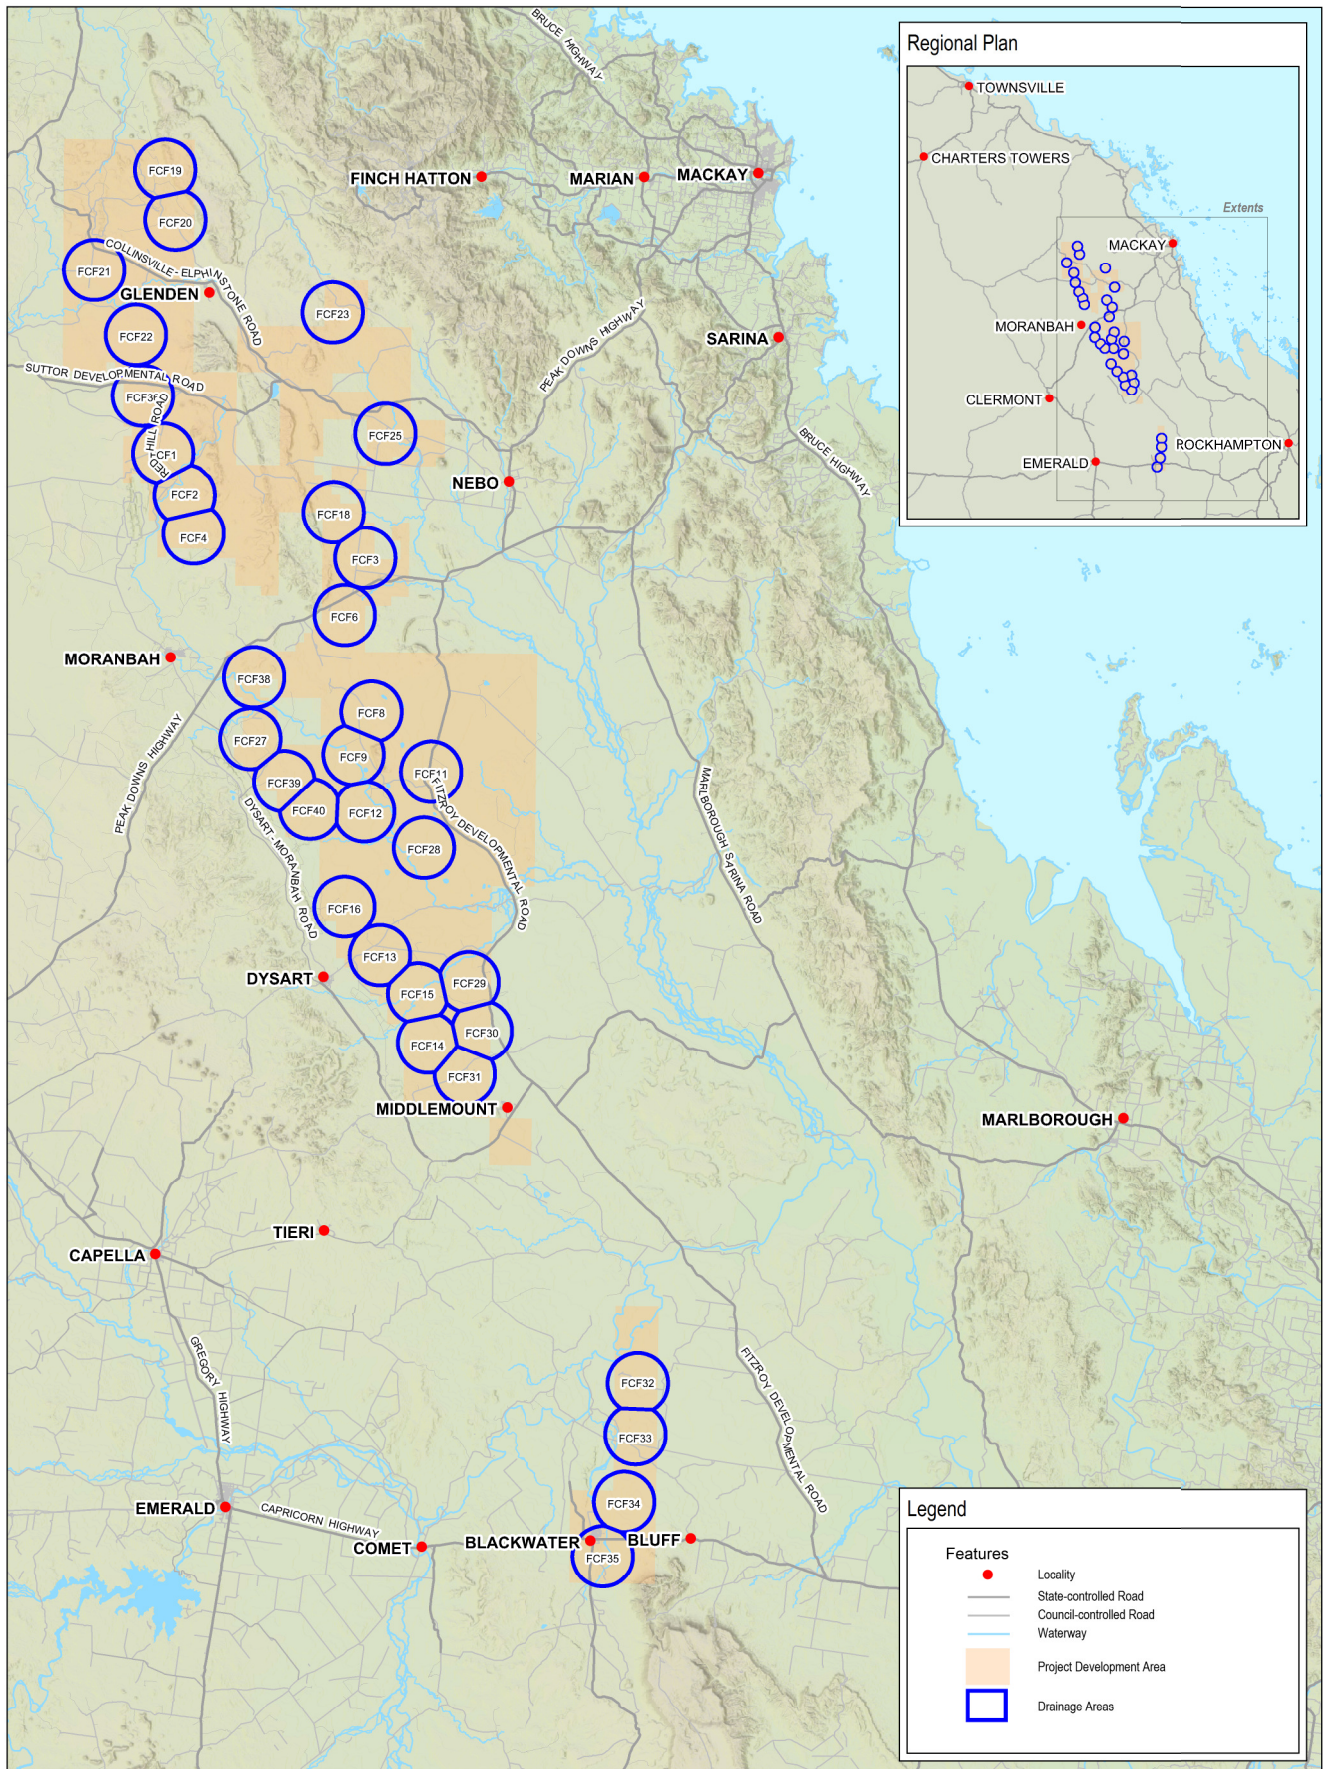 BRUCE HIGHWAY
Regional Plan
TOWNSVILLE
CHARTERS TOWERS
Extents
MACKAY
MORANBAH
CLERMONT
ROCKHAMPTON
EMERALD
FCF19
FINCH HATTON
MARIAN
MACKAY
FCF20
COLLINSVILLE - ELPHINSTONE ROAD
FCF21
GLENDEN
FCF23
FCF22
PEAK DOWNS HIGHWAY
SARINA
SUTTOR DEVELOPMENTAL ROAD
FCF36
RED HILL ROAD
FCF1
FCF25
BRUCE HIGHWAY
FCF2
NEBO
FCF18
FCF4
FCF3
FCF6
MORANBAH
FCF38
FCF8
FCF27
FCF9
PEAK DOWNS HIGHWAY
FCF11
FCF39
FCF40
FCF12
FITZROY DEVELOPMENTAL ROAD
MARLBOROUGH SARINA ROAD
DYSART - MORANBAH ROAD
FCF28
FCF16
FCF13
DYSART
FCF15
FCF29
FCF30
FCF14
FCF31
MIDDLEMOUNT
MARLBOROUGH
TIERI
CAPELLA
GREGORY HIGHWAY
FCF32
FITZROY DEVELOPMENTAL ROAD
FCF33
EMERALD
CAPRICORN HIGHWAY
FCF34
COMET
BLACKWATER
BLUFF
FCF35
Legend
Features
Locality
State-controlled Road
Council-controlled Road
Waterway
Project Development Area
Drainage Areas